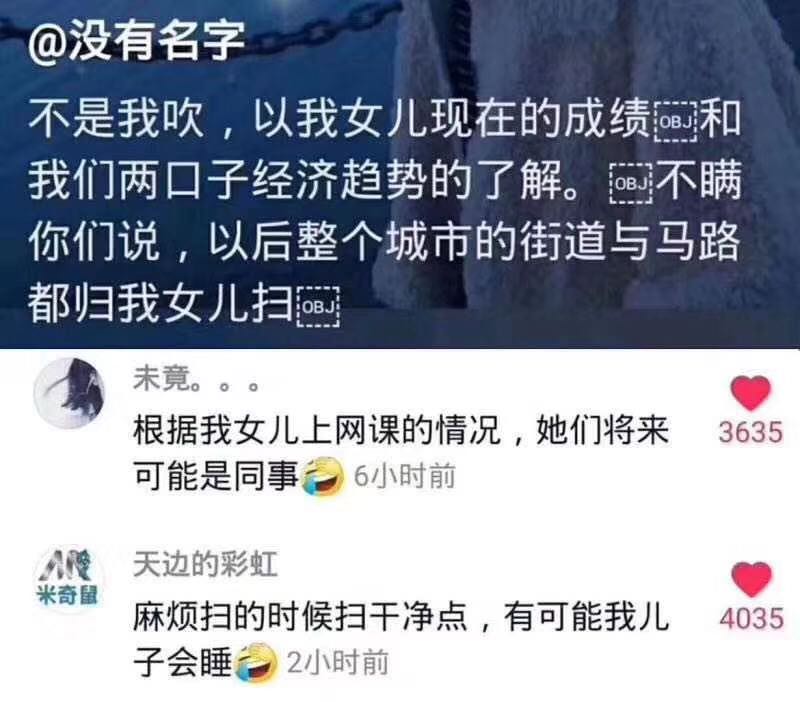 @没有名字
不是我吹，以我女儿现在的成绩OBJ和
我们两口子经济趋势的了解。OBJ不瞒
你们说，以后整个城市的街道与马路
都归我女儿扫OBJ
未竟。。。
根据我女儿上网课的情况，她们将来
可能是同事🤣 6小时前
3635
米奇鼠
天边的彩虹
麻烦扫的时候扫干净点，有可能我儿
子会睡🤣 2小时前
4035